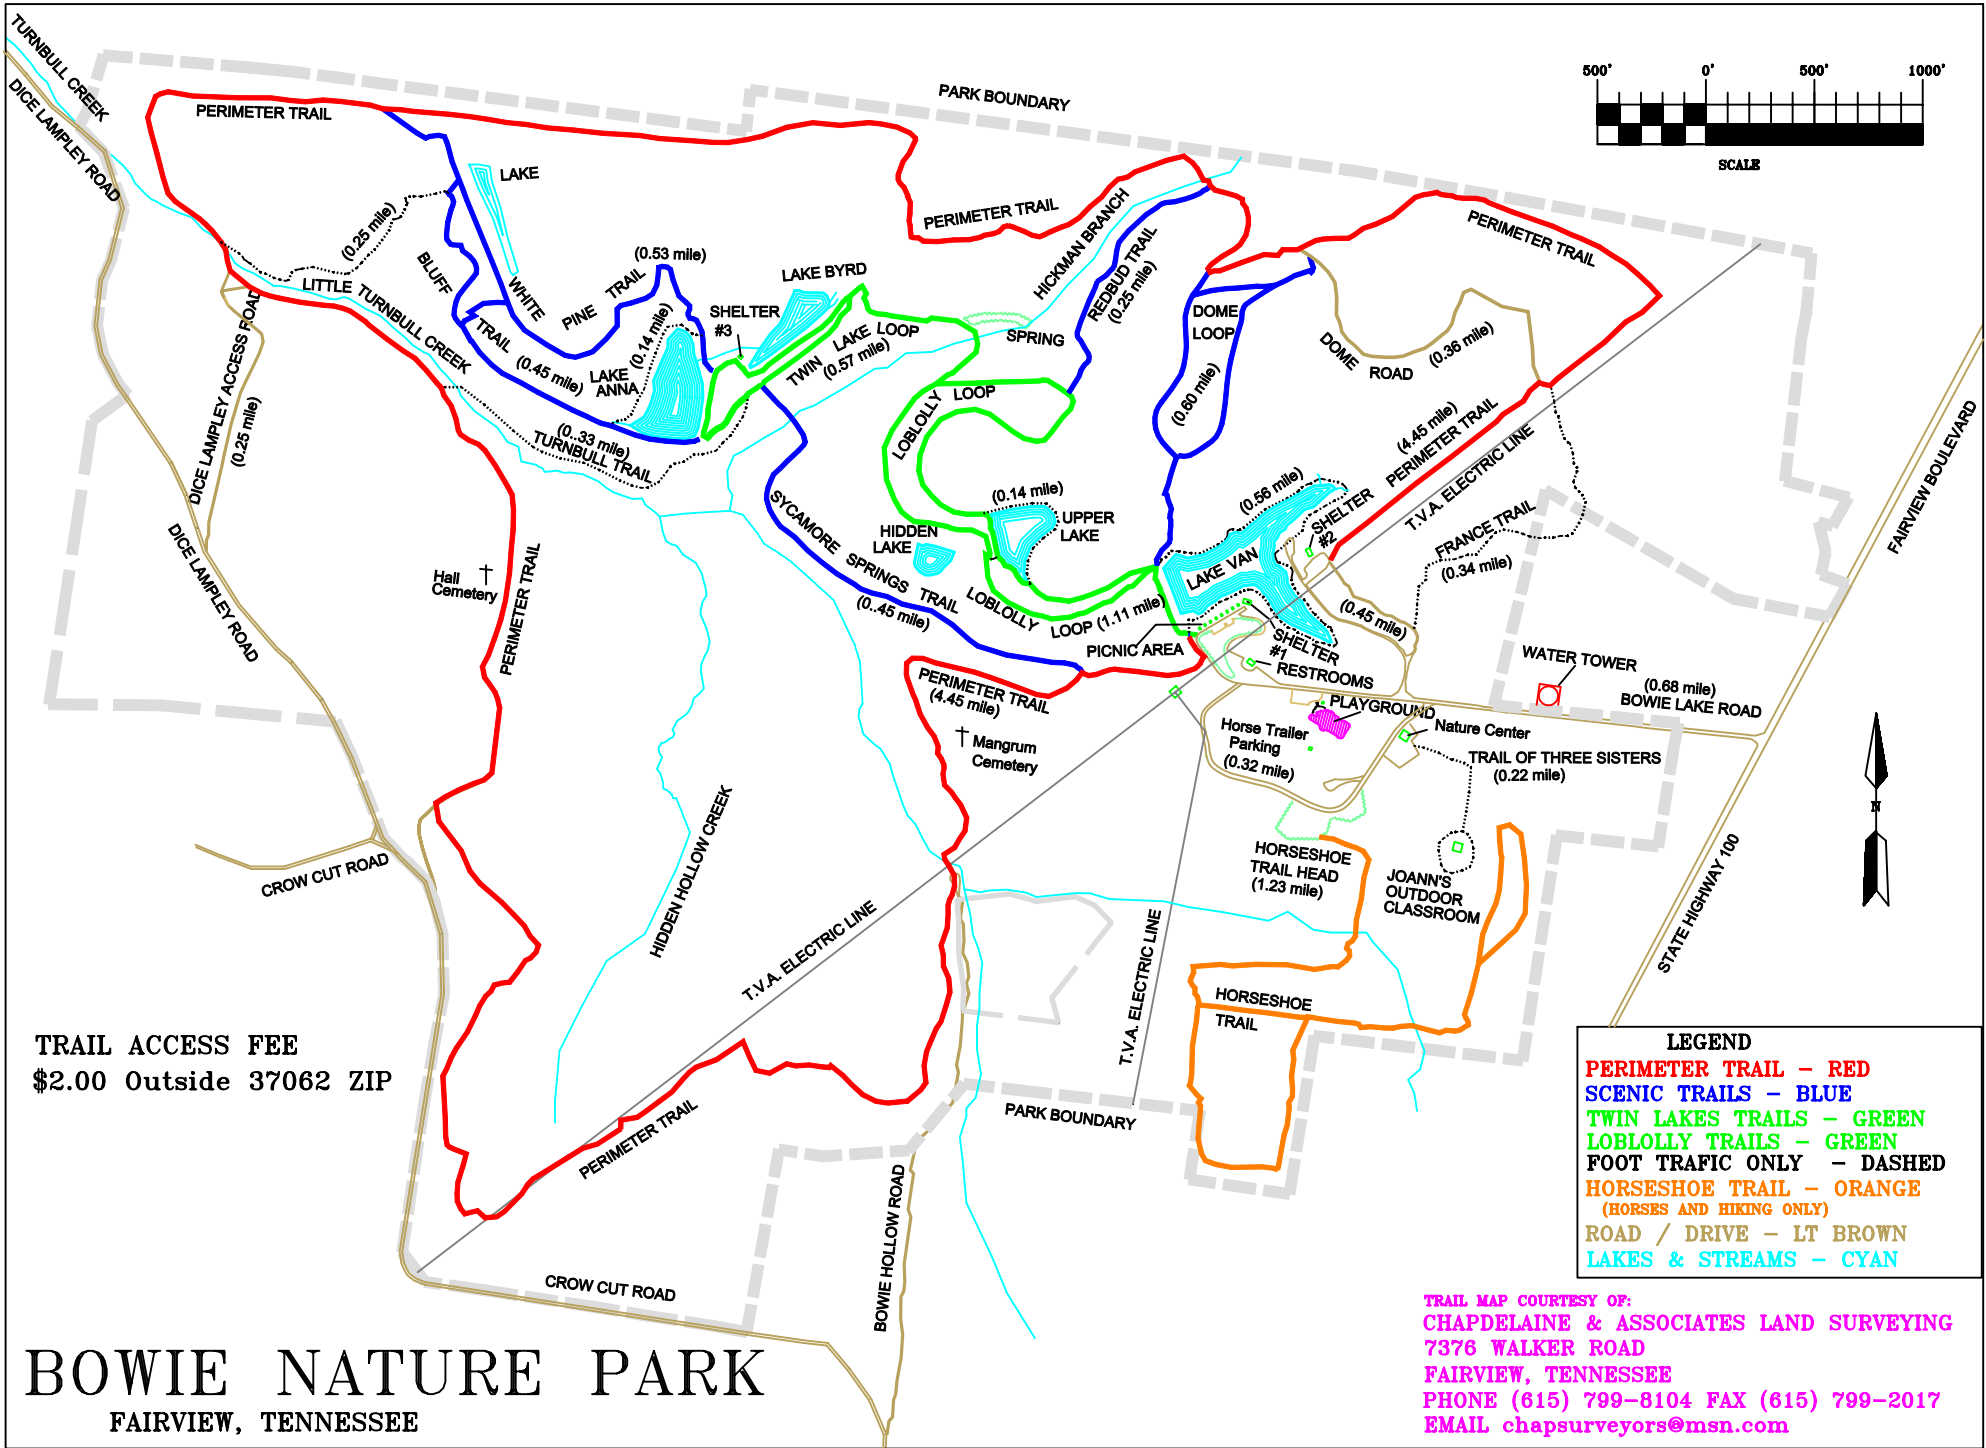 TURNBULL CREEK
DICE LAMPLEY ROAD
PERIMETER TRAIL
PARK BOUNDARY
500' 0' 500' 1000'
SCALE
LAKE
(0.25 mile)
BLUFF
TRAIL (0.45 mile)
WHITE
PINE TRAIL
(0.53 mile)
LITTLE TURNBULL CREEK
DICE LAMPLEY ACCESS ROAD
(0.25 mile)
DICE LAMPLEY ROAD
LAKE BYRD
SHELTER
#3
(0.14 mile)
LAKE
ANNA
TWIN LAKE LOOP
(0.57 mile)
(0..33 mile)
TURNBULL TRAIL
PERIMETER TRAIL
HICKMAN BRANCH
REDBUD TRAIL
(0.25 mile)
SPRING
DOME
LOOP
(0.60 mile)
DOME ROAD
(0.36 mile)
PERIMETER TRAIL
(4.45 mile)
PERIMETER TRAIL
T.V.A. ELECTRIC LINE
FRANCE TRAIL
(0.34 mile)
FAIRVIEW BOULEVARD
LOBLOLLY LOOP
(0.14 mile)
UPPER
LAKE
HIDDEN
LAKE
SYCAMORE SPRINGS TRAIL
(0..45 mile)
LOBLOLLY LOOP (1.11 mile)
(0.56 mile)
SHELTER
#2
LAKE VAN
(0.45 mile)
PICNIC AREA
SHELTER
#1
RESTROOMS
PLAYGROUND
WATER TOWER
(0.68 mile)
BOWIE LAKE ROAD
Nature Center
Horse Trailer
Parking
(0.32 mile)
TRAIL OF THREE SISTERS
(0.22 mile)
Hall
Cemetery
PERIMETER TRAIL
PERIMETER TRAIL
(4.45 mile)
Mangrum
Cemetery
HORSESHOE
TRAIL HEAD
(1.23 mile)
JOANN'S
OUTDOOR
CLASSROOM
N
STATE HIGHWAY 100
DICE LAMPLEY ROAD
CROW CUT ROAD
HIDDEN HOLLOW CREEK
T.V.A. ELECTRIC LINE
T.V.A. ELECTRIC LINE
HORSESHOE
TRAIL
PERIMETER TRAIL
PARK BOUNDARY
BOWIE HOLLOW ROAD
CROW CUT ROAD
TRAIL ACCESS FEE
$2.00 Outside 37062 ZIP
LEGEND
PERIMETER TRAIL - RED
SCENIC TRAILS - BLUE
TWIN LAKES TRAILS - GREEN
LOBLOLLY TRAILS - GREEN
FOOT TRAFIC ONLY - DASHED
HORSESHOE TRAIL - ORANGE
(HORSES AND HIKING ONLY)
ROAD / DRIVE - LT BROWN
LAKES & STREAMS - CYAN
TRAIL MAP COURTESY OF:
CHAPDELAINE & ASSOCIATES LAND SURVEYING
7376 WALKER ROAD
FAIRVIEW, TENNESSEE
PHONE (615) 799-8104 FAX (615) 799-2017
EMAIL chapsurveyors@msn.com
BOWIE NATURE PARK
FAIRVIEW, TENNESSEE